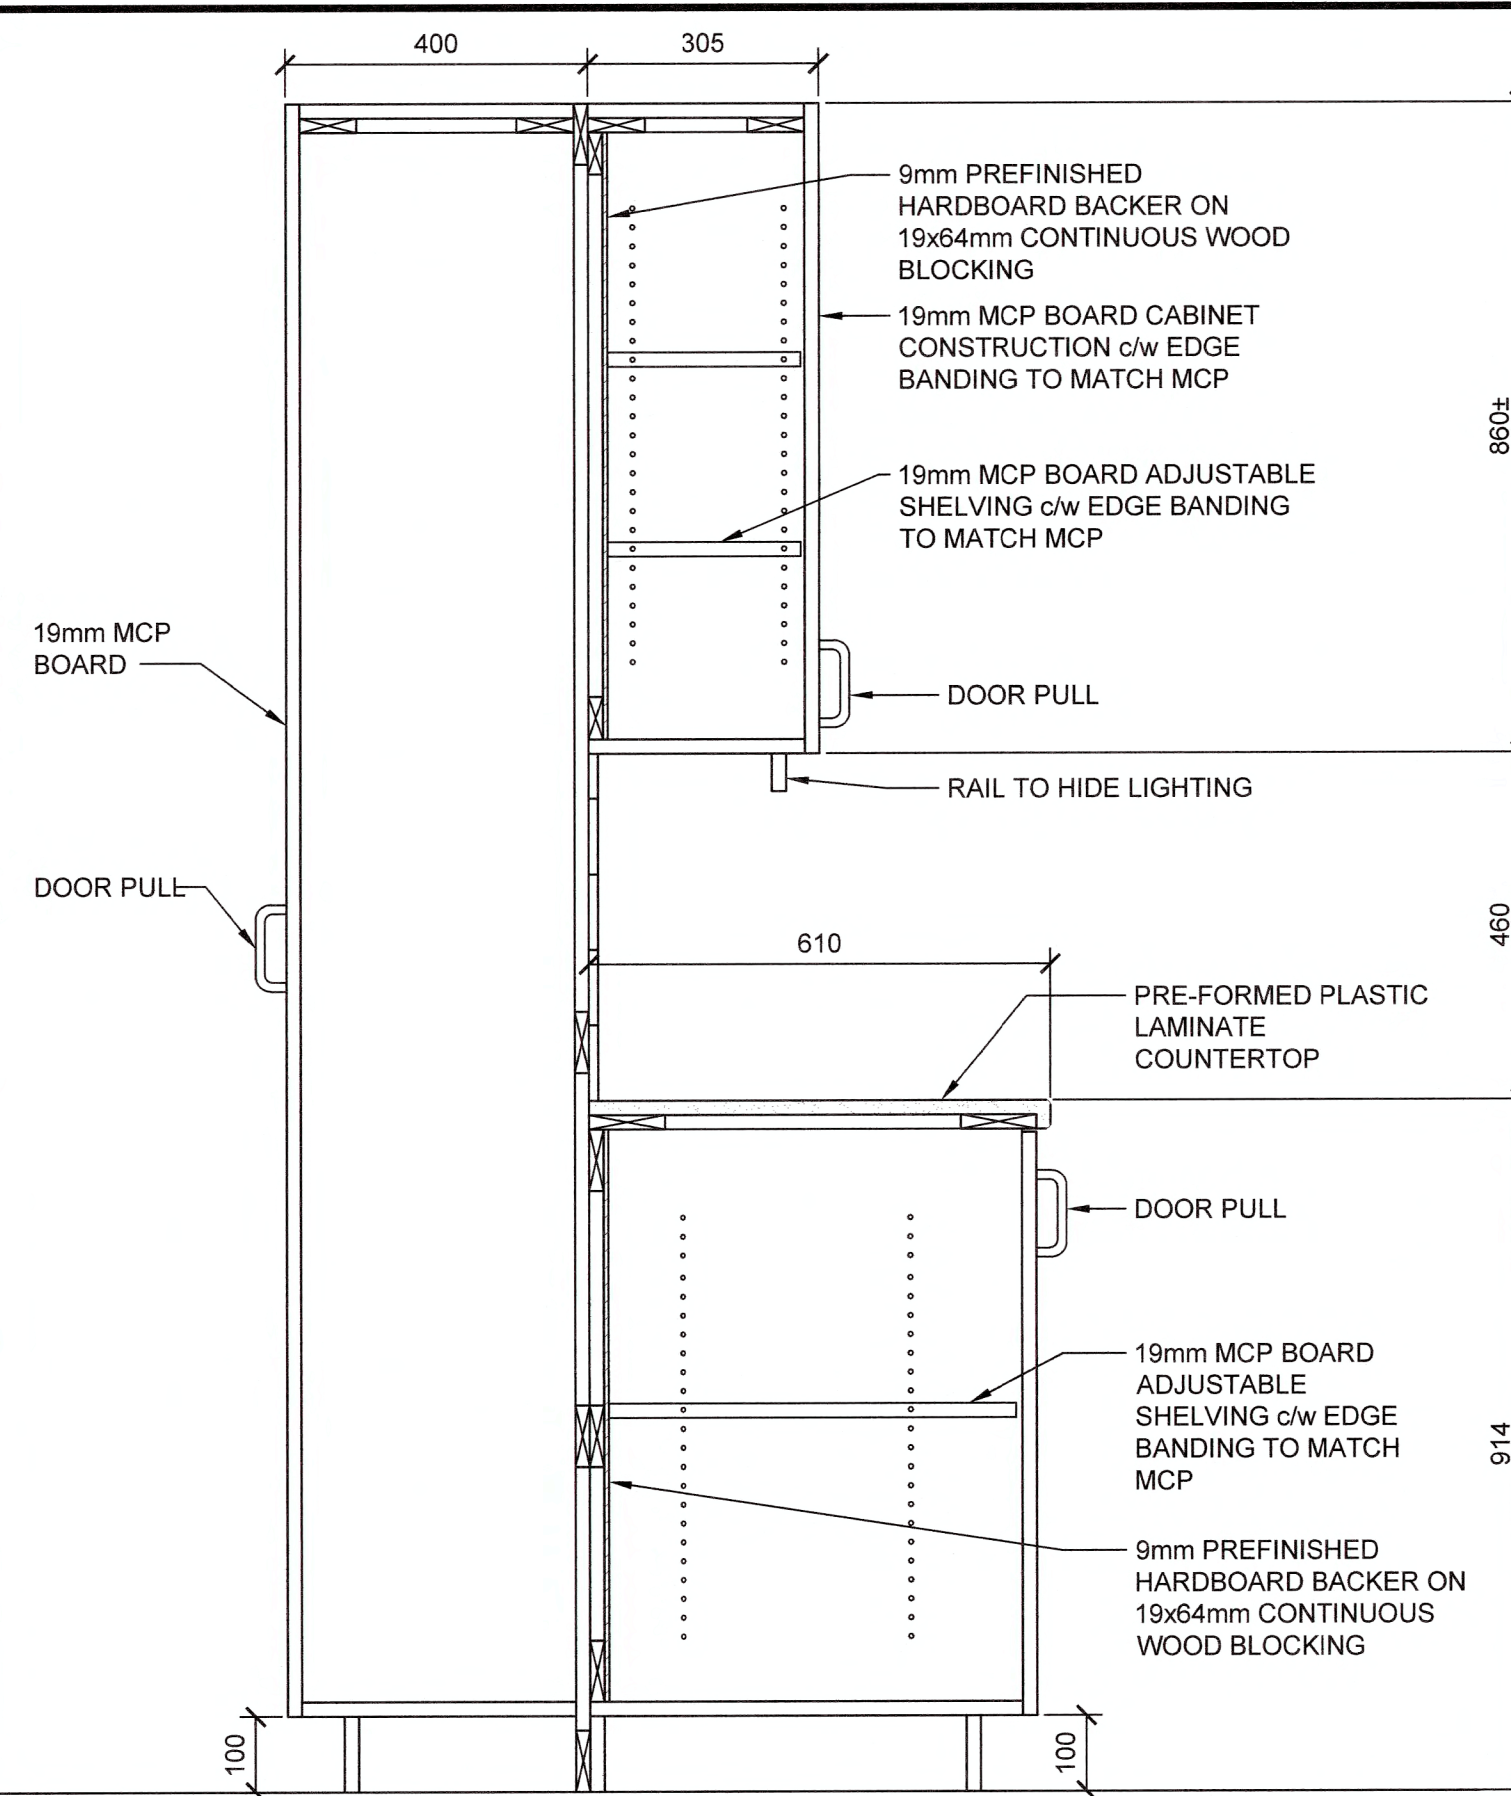 400
305
9mm PREFINISHED
HARDBOARD BACKER ON
19x64mm CONTINUOUS WOOD
BLOCKING
19mm MCP BOARD CABINET
CONSTRUCTION c/w EDGE
BANDING TO MATCH MCP
860±
19mm MCP BOARD ADJUSTABLE
SHELVING c/w EDGE BANDING
TO MATCH MCP
19mm MCP
BOARD
DOOR PULL
RAIL TO HIDE LIGHTING
DOOR PULL
460
610
PRE-FORMED PLASTIC
LAMINATE
COUNTERTOP
DOOR PULL
19mm MCP BOARD
ADJUSTABLE
SHELVING c/w EDGE
BANDING TO MATCH
MCP
914
9mm PREFINISHED
HARDBOARD BACKER ON
19x64mm CONTINUOUS
WOOD BLOCKING
100
100